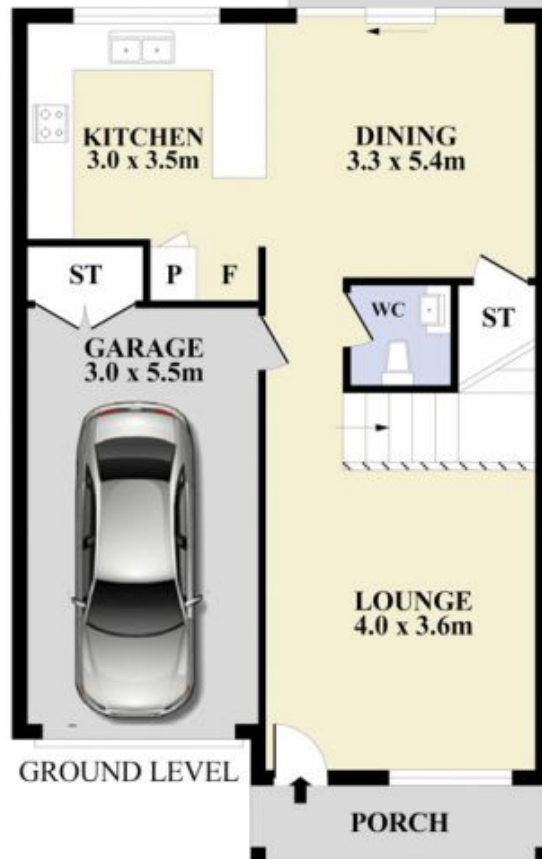 KITCHEN
3.0 x 3.5m
DINING
3.3 x 5.4m
ST
P
F
WC
ST
GARAGE
3.0 x 5.5m
LOUNGE
4.0 x 3.6m
GROUND LEVEL
PORCH